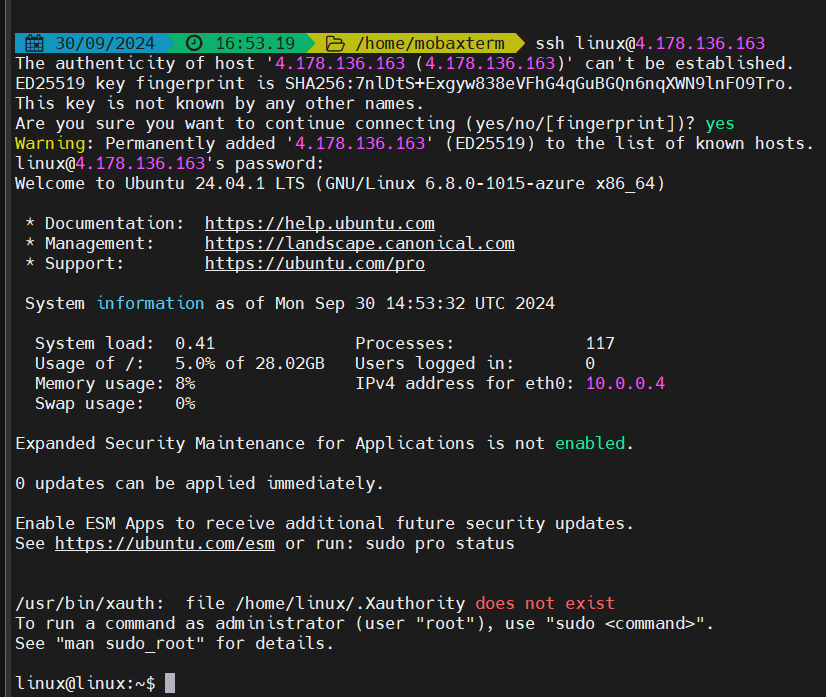 30/09/2024 16:53.19 /home/mobaxterm ssh linux@4.178.136.163
The authenticity of host '4.178.136.163 (4.178.136.163)' can't be established.
ED25519 key fingerprint is SHA256:7nlDtS+Exgyw838eVFhG4qGuBGQn6nqXWN9lnFO9Tro.
This key is not known by any other names.
Are you sure you want to continue connecting (yes/no/[fingerprint])? yes
Warning: Permanently added '4.178.136.163' (ED25519) to the list of known hosts.
linux@4.178.136.163's password:
Welcome to Ubuntu 24.04.1 LTS (GNU/Linux 6.8.0-1015-azure x86_64)

 * Documentation:  https://help.ubuntu.com
 * Management:     https://landscape.canonical.com
 * Support:        https://ubuntu.com/pro

 System information as of Mon Sep 30 14:53:32 UTC 2024

  System load:  0.41              Processes:             117
  Usage of /:   5.0% of 28.02GB   Users logged in:       0
  Memory usage: 8%                IPv4 address for eth0: 10.0.0.4
  Swap usage:   0%

Expanded Security Maintenance for Applications is not enabled.

0 updates can be applied immediately.

Enable ESM Apps to receive additional future security updates.
See https://ubuntu.com/esm or run: sudo pro status


/usr/bin/xauth:  file /home/linux/.Xauthority does not exist
To run a command as administrator (user "root"), use "sudo <command>".
See "man sudo_root" for details.

linux@linux:~$